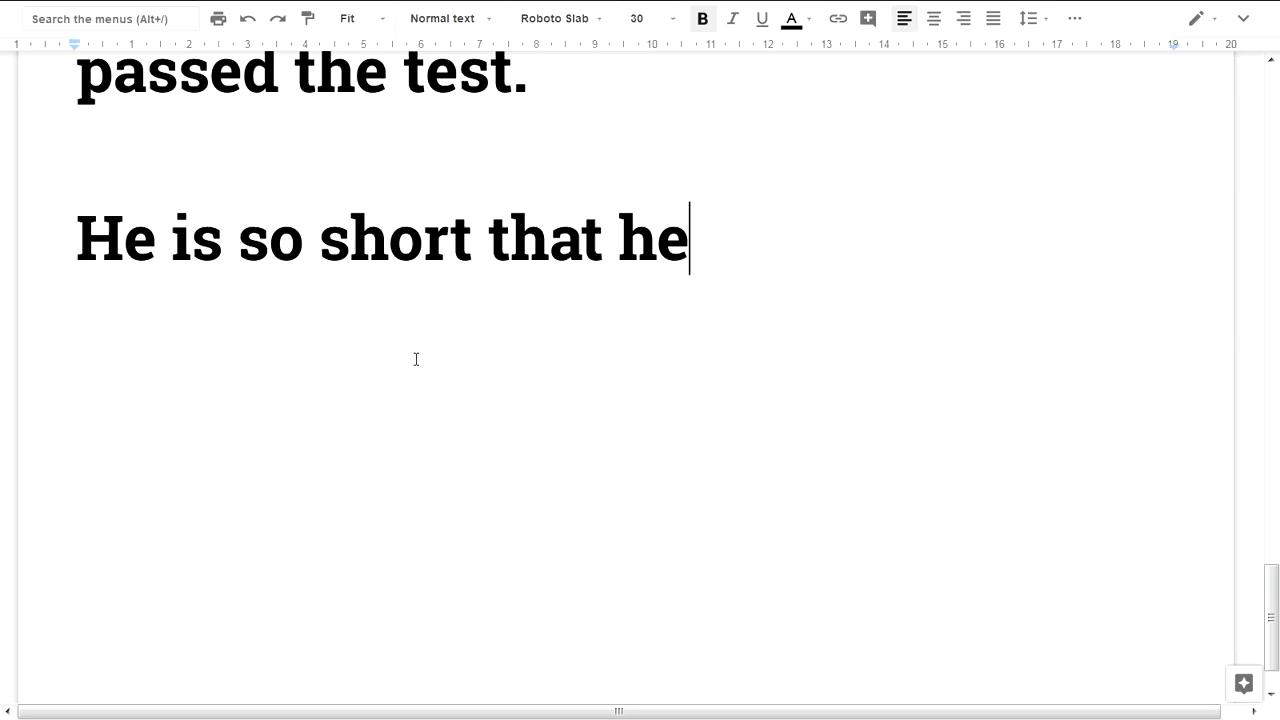 Search the menus (Alt+/) Fit Normal text Roboto Slab 30 B I U A
1 1 2 3 4 5 6 7 8 9 10 11 12 13 14 15 16 17 18 19 20
passed the test.
He is so short that he